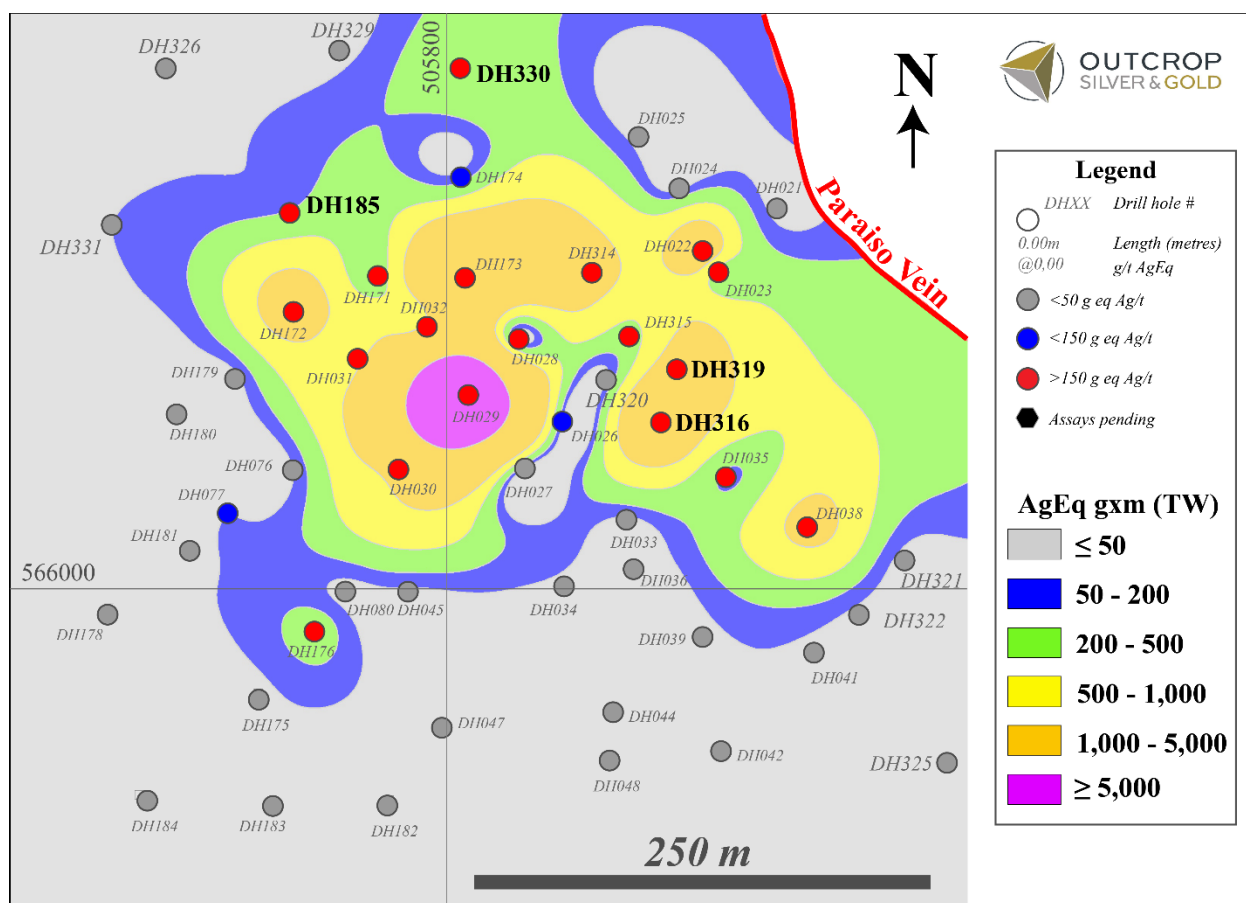 DH326
DH329
505800
DH330
DH025
DH174
DH024
DH021
DH185
DH331
Paraiso Vein
DH022
DH314
DH173
DH023
DH171
DH032
DH172
DH315
DH028
DH031
DH319
DH179
DH320
DH029
DH316
DH026
DH180
DH076
DH030
DH027
DH035
DH077
DH038
DH033
DH181
566000
DH036
DH321
DH080
DH045
DH034
DH322
DH178
DH039
DH176
DH041
DH175
DH047
DH044
DH042
DH325
DH048
DH184
DH183
DH182
250 m
N
OUTCROP
SILVER & GOLD
Legend
DHXX Drill hole #
0.00m Length (metres)
@0,00 g/t AgEq
<50 g eq Ag/t
<150 g eq Ag/t
>150 g eq Ag/t
Assays pending
AgEq gxm (TW)
≤ 50
50 - 200
200 - 500
500 - 1,000
1,000 - 5,000
≥ 5,000